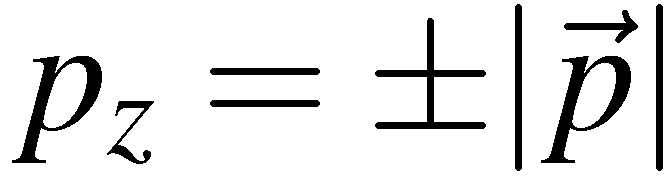 p_z = ±|\vec{p}|